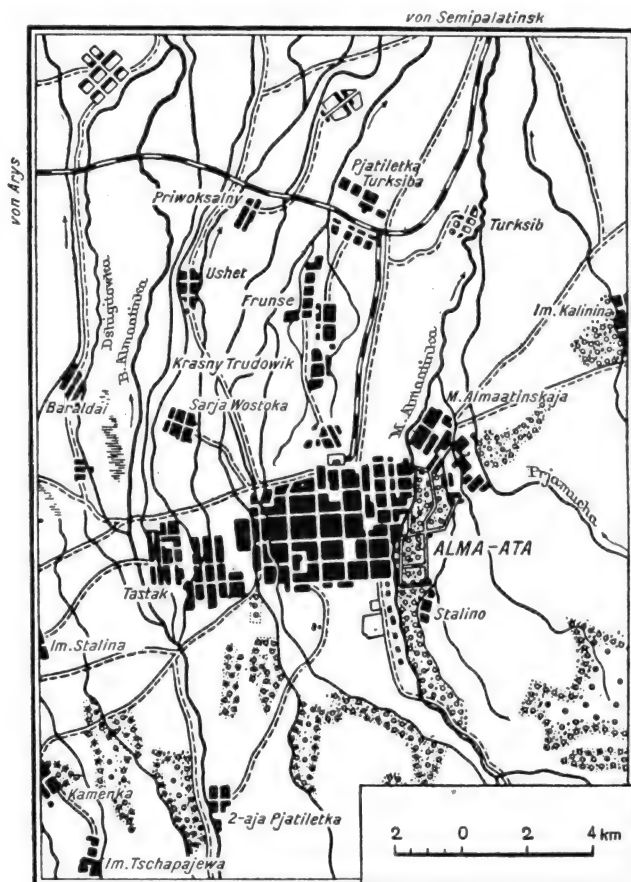 von Semipalatinsk
von Arys
Pjatiletka
Turksiba
Priwoksalny
Turksib
Ushet
Frunse
Im. Kalinina
B. Almaatinka
M. Almaatinka
Krasny Trudowik
Baraldai
Sarja Wostoka
M. Almaatinskaja
Prjamucha
ALMA-ATA
Tastak
Stalino
Im. Stalina
Kamenka
2-aja Pjatiletka
Im. Tschapajewa
2 0 2 4 km